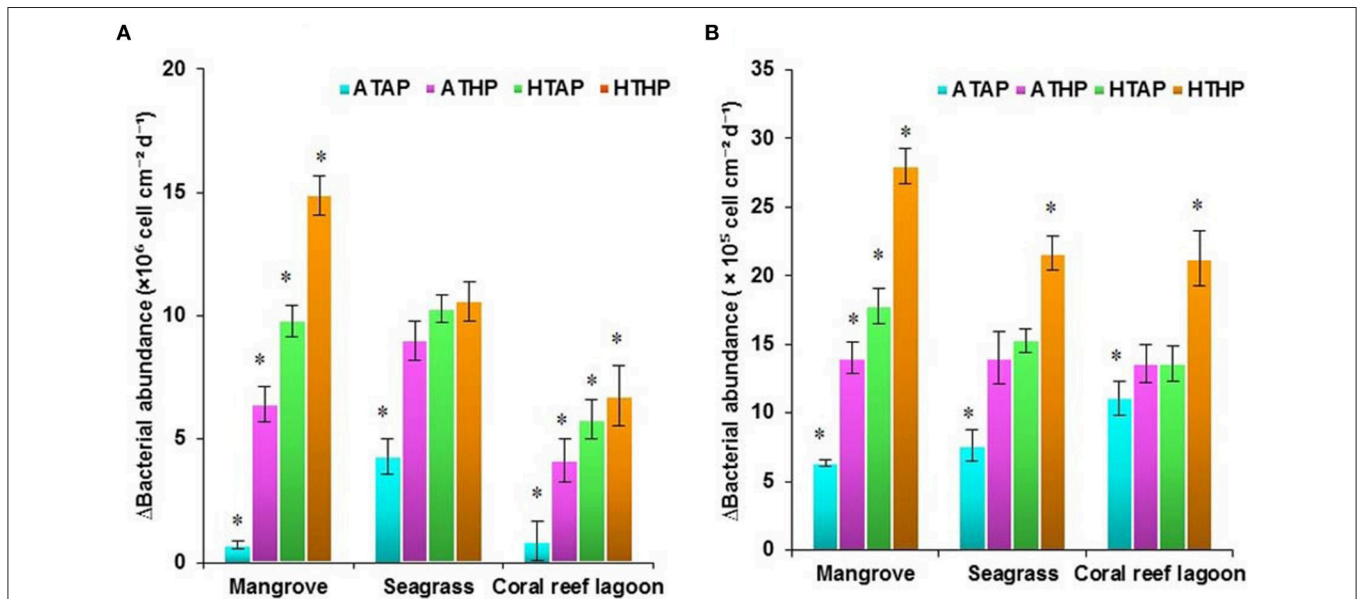 A
20
15
10
5
0
ΔBacterial abundance (×10⁶ cell cm⁻² d⁻¹)
ATAP ATHP HTAP HTHP
* * * *
*
* * * *
Mangrove Seagrass Coral reef lagoon
B
35
30
25
20
15
10
5
0
ΔBacterial abundance ( × 10⁵ cell cm⁻² d⁻¹)
ATAP ATHP HTAP HTHP
* * * *
* *
* *
Mangrove Seagrass Coral reef lagoon